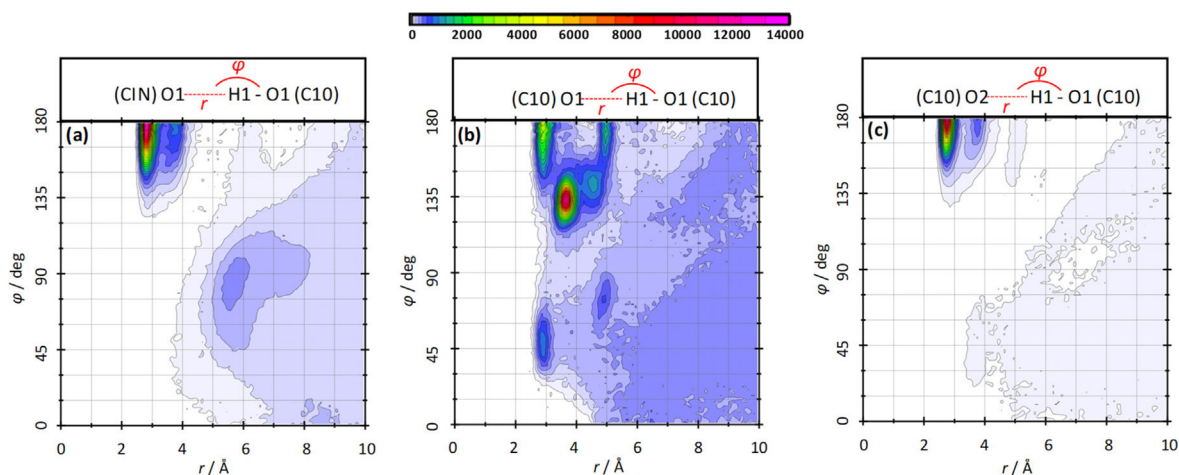 0 2000 4000 6000 8000 10000 12000 14000
φ
(CIN) O1 H1 - O1 (C10)
r
φ
(C10) O1 H1 - O1 (C10)
r
φ
(C10) O2 H1 - O1 (C10)
r
(a)
180
135
90
45
0
φ / deg
0 2 4 6 8 10
r / Å
(b)
180
135
90
45
0
φ / deg
0 2 4 6 8 10
r / Å
(c)
180
135
90
45
0
φ / deg
0 2 4 6 8 10
r / Å